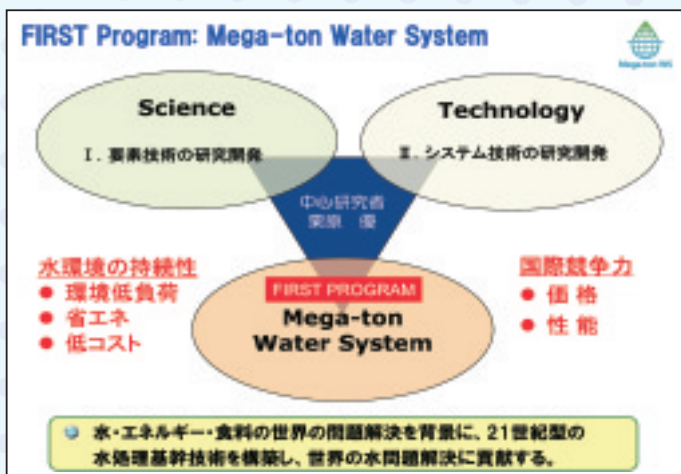 FIRST Program: Mega-ton Water System
Mega-ton WS
Science
Ⅰ. 要素技術の研究開発
Technology
Ⅱ. システム技術の研究開発
中心研究者
栗原 優
水環境の持続性
● 環境低負荷
● 省エネ
● 低コスト
国際競争力
● 価格
● 性能
FIRST PROGRAM
Mega-ton
Water System
水・エネルギー・食料の世界の問題解決を背景に、21世紀型の
水処理基幹技術を構築し、世界の水問題解決に貢献する。